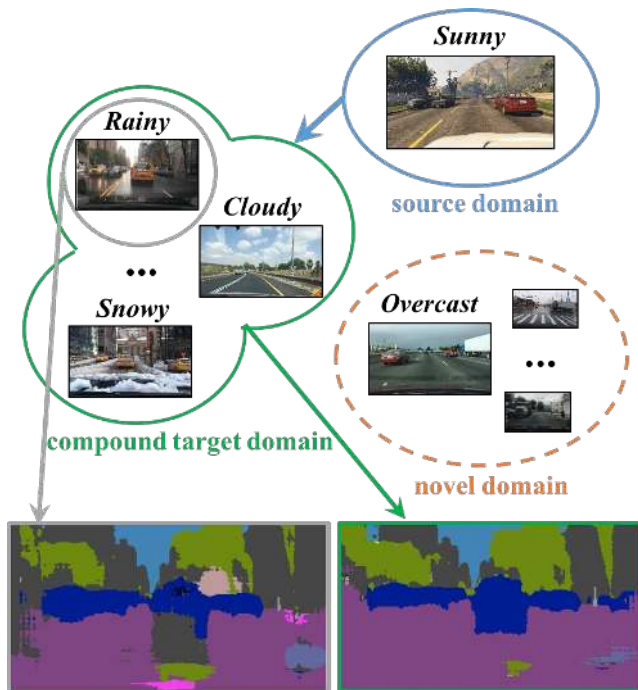 Sunny
Rainy
source domain
Cloudy
...
Snowy
Overcast
...
compound target domain
novel domain